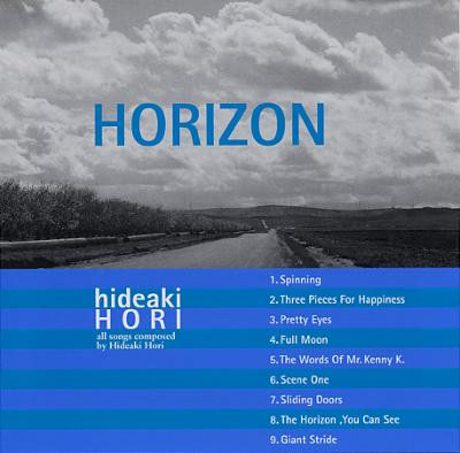 HORIZON
hideaki
HORI
all songs composed
by Hideaki Hori
1. Spinning
2. Three Pieces For Happiness
3. Pretty Eyes
4. Full Moon
5. The Words Of Mr. Kenny K.
6. Scene One
7. Sliding Doors
8. The Horizon ,You Can See
9. Giant Stride